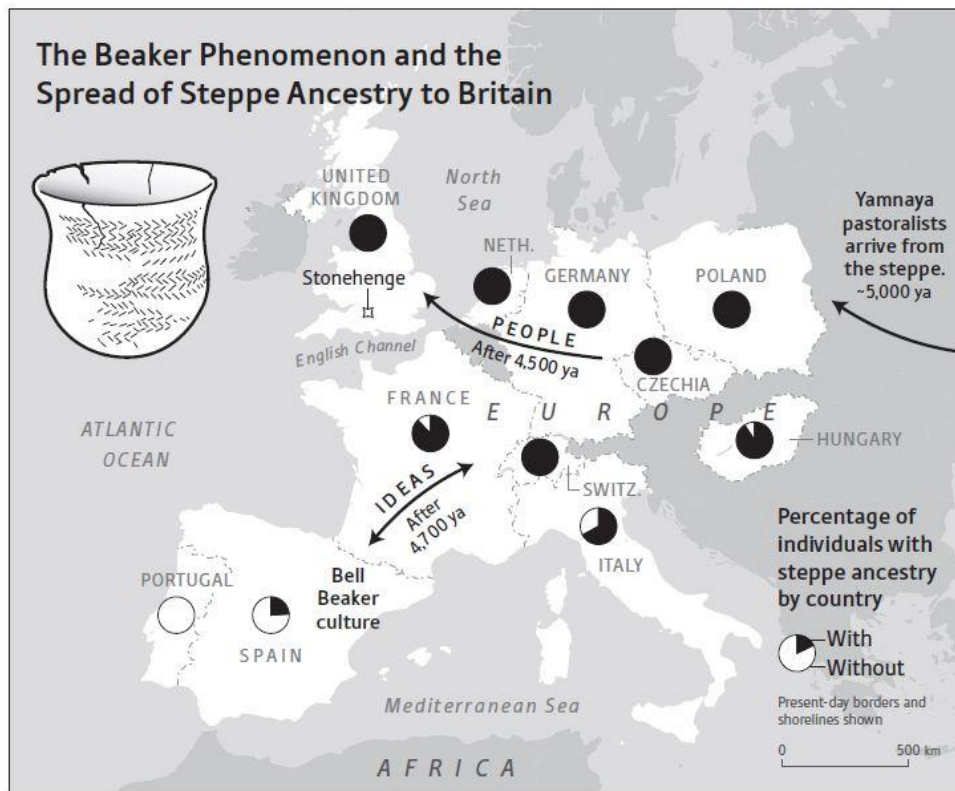 The Beaker Phenomenon and the
Spread of Steppe Ancestry to Britain
UNITED
KINGDOM
North
Sea
Yamnaya
pastoralists
arrive from
the steppe.
~5,000 ya
NETH.
GERMANY
POLAND
Stonehenge
PEOPLE
After 4,500 ya
English Channel
CZECHIA
FRANCE
EUROPE
ATLANTIC
OCEAN
HUNGARY
IDEAS
After
4,700 ya
SWITZ.
ITALY
PORTUGAL
Bell
Beaker
culture
SPAIN
Percentage of
individuals with
steppe ancestry
by country
With
Without
Present-day borders and
shorelines shown
0 500 km
Mediterranean Sea
AFRICA